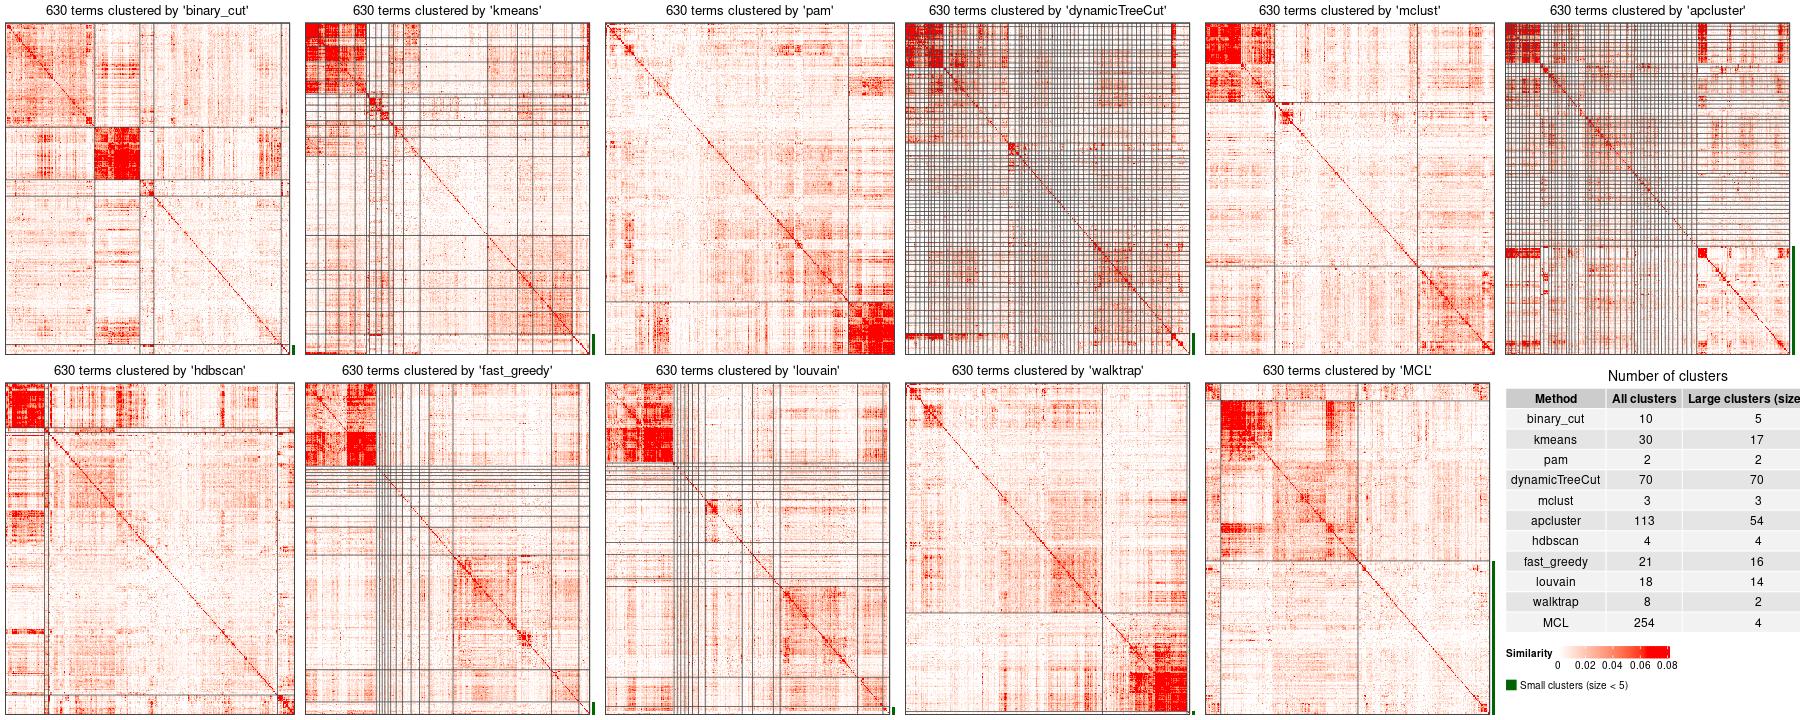 630 terms clustered by 'binary_cut'
630 terms clustered by 'kmeans'
630 terms clustered by 'pam'
630 terms clustered by 'dynamicTreeCut'
630 terms clustered by 'mclust'
630 terms clustered by 'apcluster'
630 terms clustered by 'hdbscan'
630 terms clustered by 'fast_greedy'
630 terms clustered by 'louvain'
630 terms clustered by 'walktrap'
630 terms clustered by 'MCL'
Number of clusters
Method All clusters Large clusters (size
binary_cut 10 5
kmeans 30 17
pam 2 2
dynamicTreeCut 70 70
mclust 3 3
apcluster 113 54
hdbscan 4 4
fast_greedy 21 16
louvain 18 14
walktrap 8 2
MCL 254 4
Similarity
0 0.02 0.04 0.06 0.08
Small clusters (size < 5)